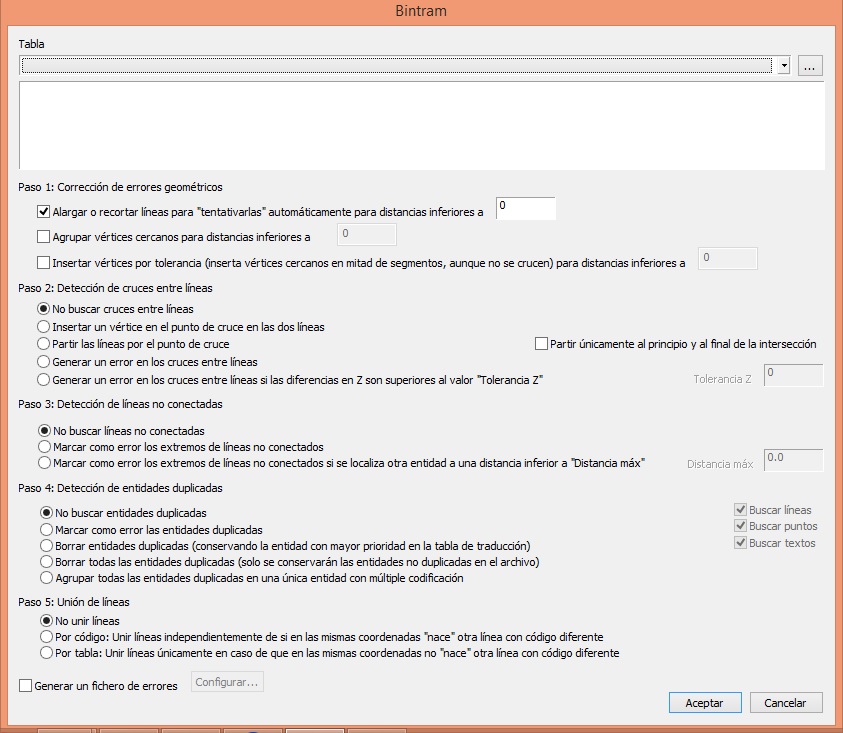 Bintram
Tabla
...
Paso 1: Corrección de errores geométricos
Alargar o recortar líneas para "tentativarlas" automáticamente para distancias inferiores a 0
Agrupar vértices cercanos para distancias inferiores a 0
Insertar vértices por tolerancia (inserta vértices cercanos en mitad de segmentos, aunque no se crucen) para distancias inferiores a 0
Paso 2: Detección de cruces entre líneas
No buscar cruces entre líneas
Insertar un vértice en el punto de cruce en las dos líneas
Partir las líneas por el punto de cruce
Partir únicamente al principio y al final de la intersección
Generar un error en los cruces entre líneas
Generar un error en los cruces entre líneas si las diferencias en Z son superiores al valor "Tolerancia Z"
Tolerancia Z 0
Paso 3: Detección de líneas no conectadas
No buscar líneas no conectadas
Marcar como error los extremos de líneas no conectados
Marcar como error los extremos de líneas no conectados si se localiza otra entidad a una distancia inferior a "Distancia máx"
Distancia máx 0.0
Paso 4: Detección de entidades duplicadas
No buscar entidades duplicadas
Marcar como error las entidades duplicadas
Borrar entidades duplicadas (conservando la entidad con mayor prioridad en la tabla de traducción)
Borrar todas las entidades duplicadas (solo se conservarán las entidades no duplicadas en el archivo)
Agrupar todas las entidades duplicadas en una única entidad con múltiple codificación
Buscar líneas
Buscar puntos
Buscar textos
Paso 5: Unión de líneas
No unir líneas
Por código: Unir líneas independientemente de si en las mismas coordenadas "nace" otra línea con código diferente
Por tabla: Unir líneas únicamente en caso de que en las mismas coordenadas no "nace" otra línea con código diferente
Generar un fichero de errores
Configurar...
Aceptar
Cancelar